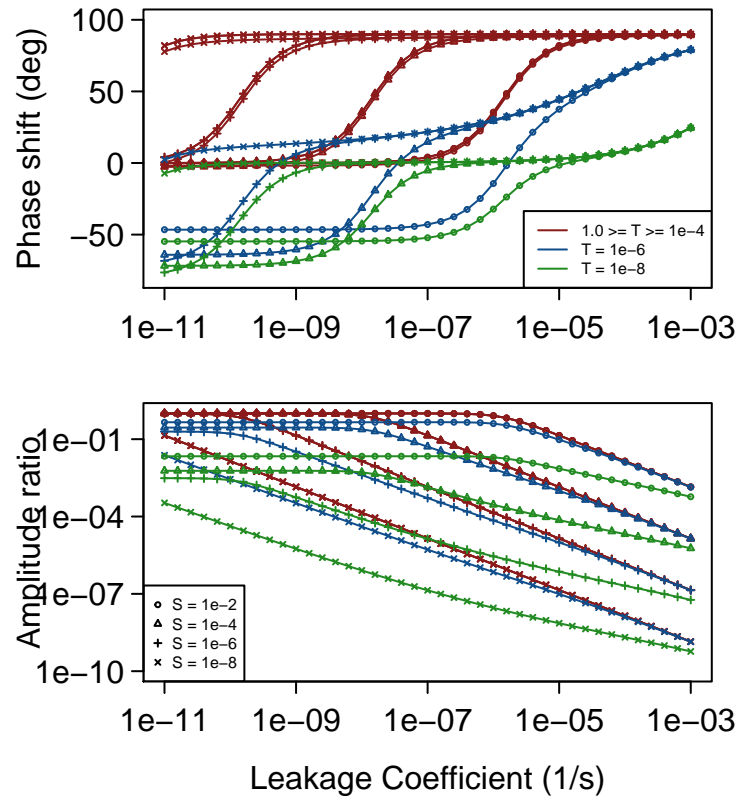 Phase shift (deg)
100
50
0
−50
1.0 >= T >= 1e−4
T = 1e−6
T = 1e−8
1e−11 1e−09 1e−07 1e−05 1e−03
Amplitude ratio
1e−01
1e−04
1e−07
1e−10
S = 1e−2
S = 1e−4
S = 1e−6
S = 1e−8
1e−11 1e−09 1e−07 1e−05 1e−03
Leakage Coefficient (1/s)